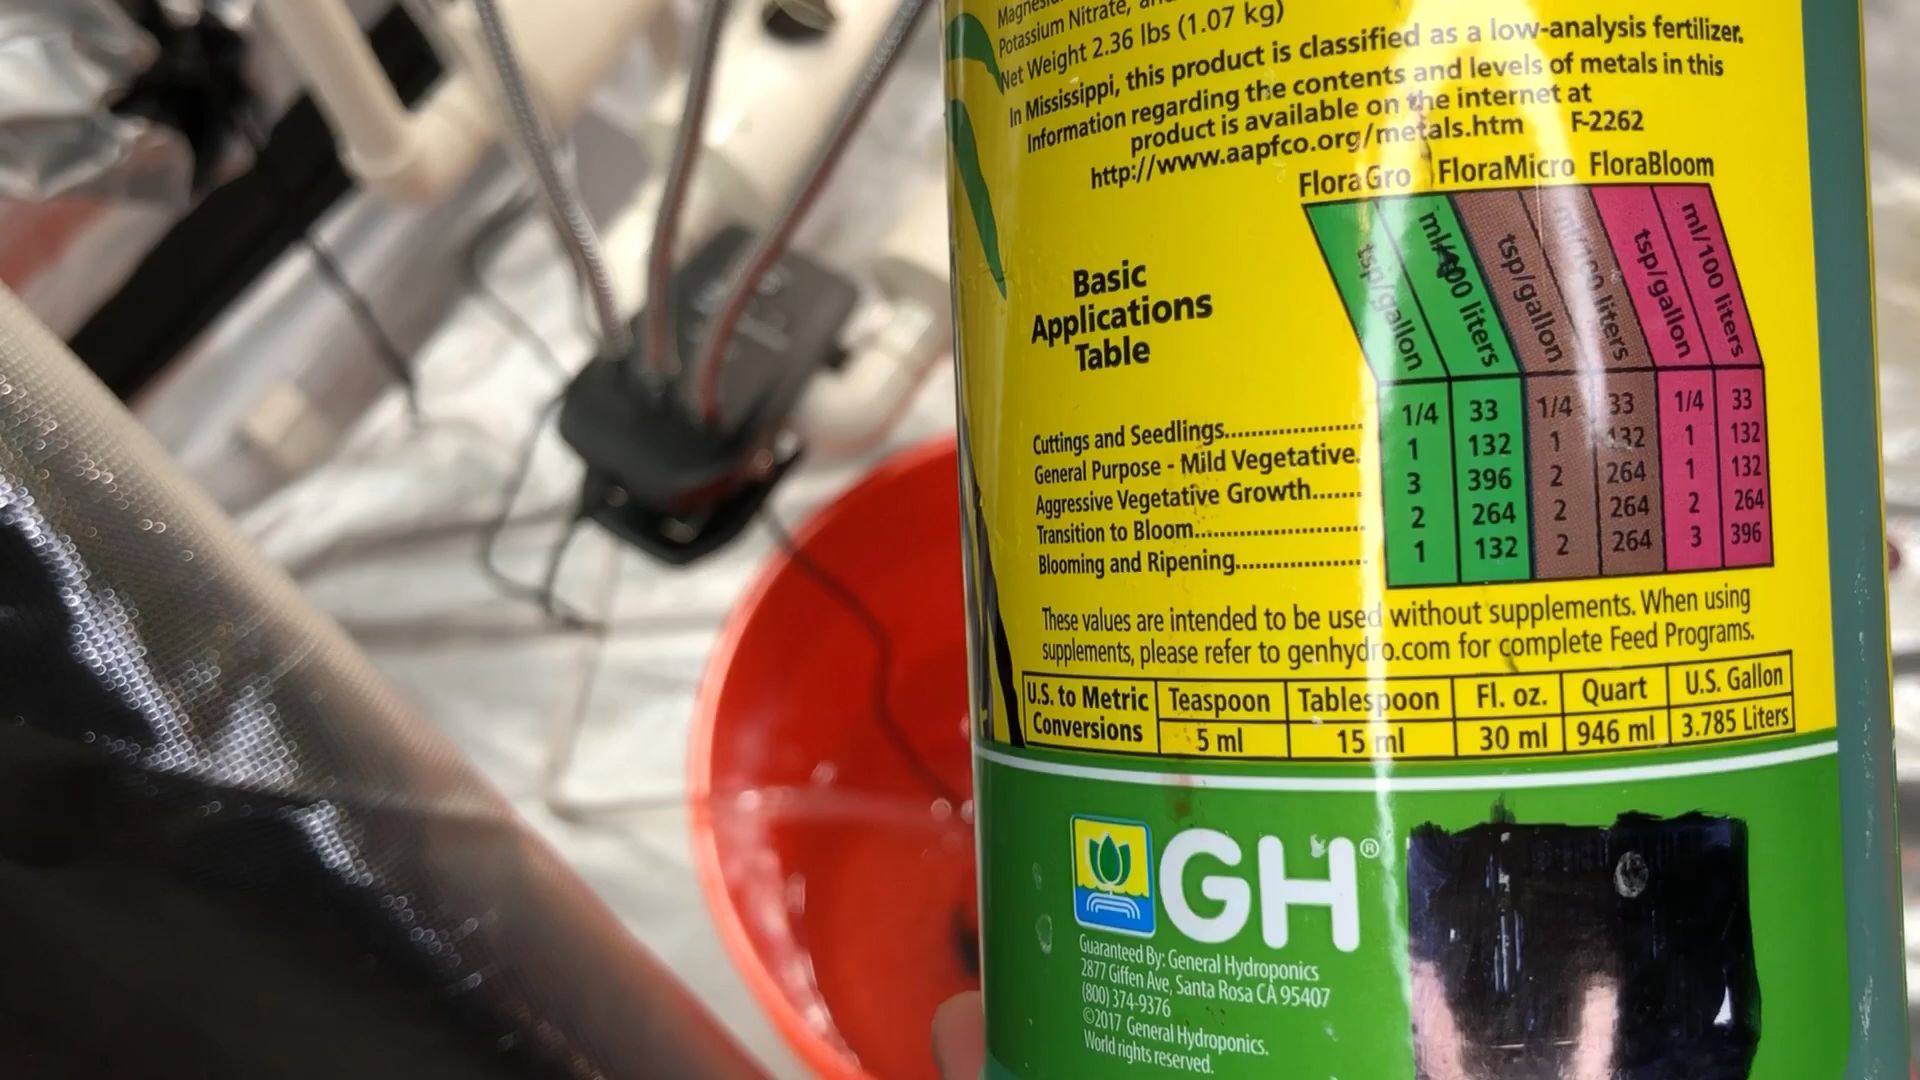 Potassium Nitrate,
Net Weight 2.36 lbs (1.07 kg)
In Mississippi, this product is classified as a low-analysis fertilizer.
Information regarding the contents and levels of metals in this
product is available on the internet at
http://www.aapfco.org/metals.htm F-2262
FloraGro FloraMicro FloraBloom
tsp/gallon ml/100 liters tsp/gallon ml/100 liters tsp/gallon ml/100 liters
Basic
Applications
Table
Cuttings and Seedlings.................... 1/4 33 1/4 33 1/4 33
General Purpose - Mild Vegetative. 1 132 1 132 1 132
Aggressive Vegetative Growth....... 3 396 2 264 1 132
Transition to Bloom......................... 2 264 2 264 2 264
Blooming and Ripening................... 1 132 2 264 3 396
These values are intended to be used without supplements. When using
supplements, please refer to genhydro.com for complete Feed Programs.
U.S. to Metric Conversions Teaspoon Tablespoon Fl. oz. Quart U.S. Gallon
5 ml 15 ml 30 ml 946 ml 3.785 Liters
GH®
Guaranteed By: General Hydroponics
2877 Giffen Ave, Santa Rosa CA 95407
(800) 374-9376
©2017 General Hydroponics.
World rights reserved.